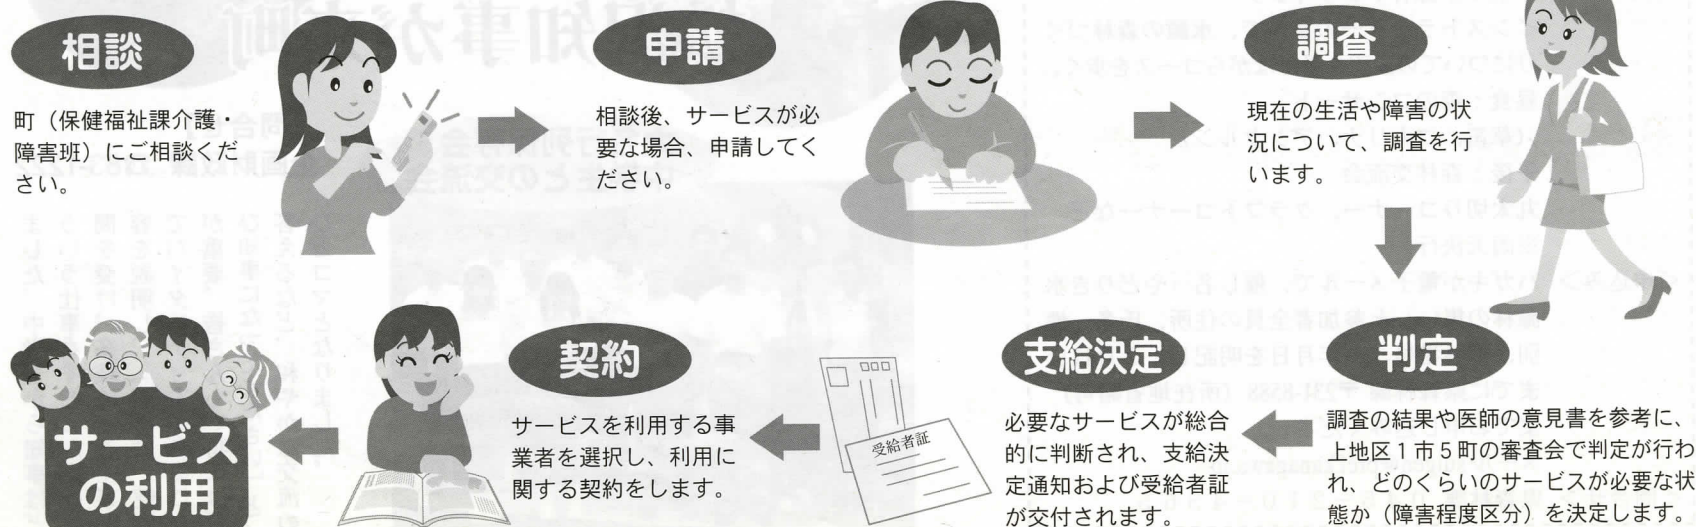 相談
町（保健福祉課介護・
障害班）にご相談くだ
さい。
申請
相談後、サービスが必
要な場合、申請してく
ださい。
調査
現在の生活や障害の状
況について、調査を行
います。
判定
調査の結果や医師の意見書を参考に、
上地区１市５町の審査会で判定が行わ
れ、どのくらいのサービスが必要な状
態か（障害程度区分）を決定します。
支給決定
必要なサービスが総合
的に判断され、支給決
定通知および受給者証
が交付されます。
受給者証
契約
サービスを利用する事
業者を選択し、利用に
関する契約をします。
サービス
の利用